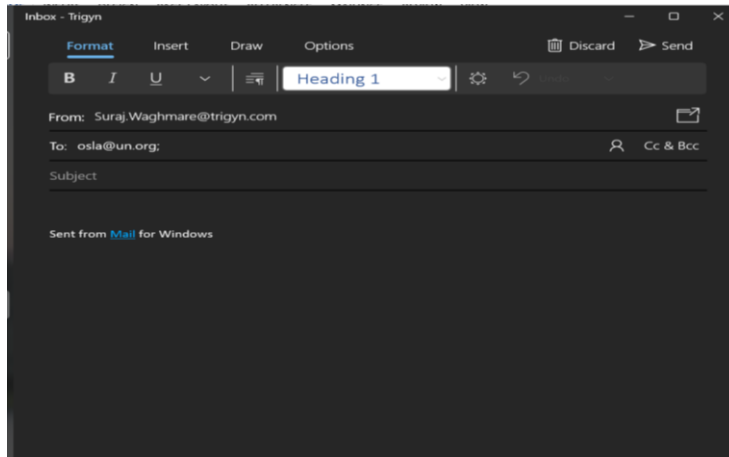 Inbox - Trigyn
Format Insert Draw Options Discard Send
B I U Heading 1 Undo
From: Suraj.Waghmare@trigyn.com
To: osla@un.org; Cc & Bcc
Subject
Sent from Mail for Windows